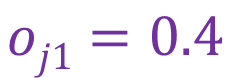 o_{j1} = 0.4